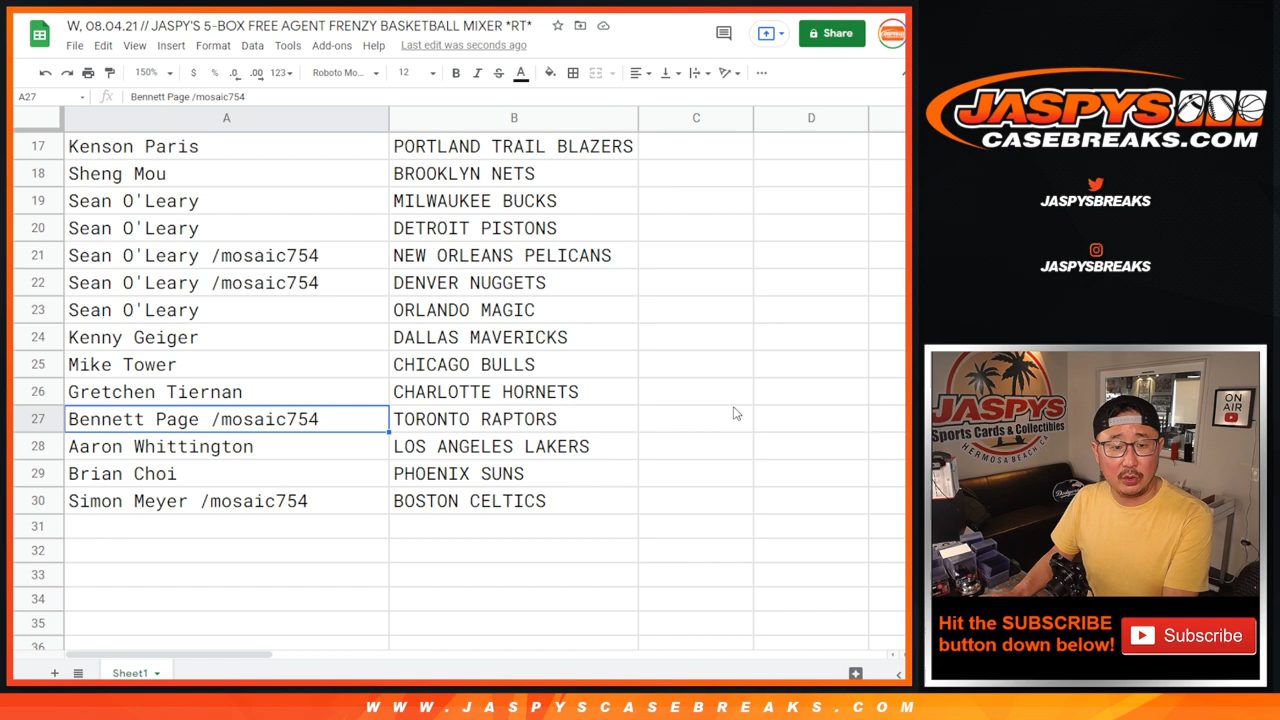 W, 08.04.21 // JASPY'S 5-BOX FREE AGENT FRENZY BASKETBALL MIXER *RT*
File Edit View Insert Format Data Tools Add-ons Help Last edit was seconds ago
Share
150% $ % .0 .00 123 Roboto Mo... 12 B I S A
A27 fx Bennett Page /mosaic754
A B C D
17 Kenson Paris PORTLAND TRAIL BLAZERS
18 Sheng Mou BROOKLYN NETS
19 Sean O'Leary MILWAUKEE BUCKS
20 Sean O'Leary DETROIT PISTONS
21 Sean O'Leary /mosaic754 NEW ORLEANS PELICANS
22 Sean O'Leary /mosaic754 DENVER NUGGETS
23 Sean O'Leary ORLANDO MAGIC
24 Kenny Geiger DALLAS MAVERICKS
25 Mike Tower CHICAGO BULLS
26 Gretchen Tiernan CHARLOTTE HORNETS
27 Bennett Page /mosaic754 TORONTO RAPTORS
28 Aaron Whittington LOS ANGELES LAKERS
29 Brian Choi PHOENIX SUNS
30 Simon Meyer /mosaic754 BOSTON CELTICS
31
32
33
34
35
36
Sheet1
JASPYS
CASEBREAKS.COM
JASPYSBREAKS
JASPYSBREAKS
JASPYS
Sports Cards & Collectibles
HERMOSA BEACH, CA
ON AIR
Dodgers
Hit the SUBSCRIBE
button down below!
Subscribe
WWW.JASPYSCASEBREAKS.COM